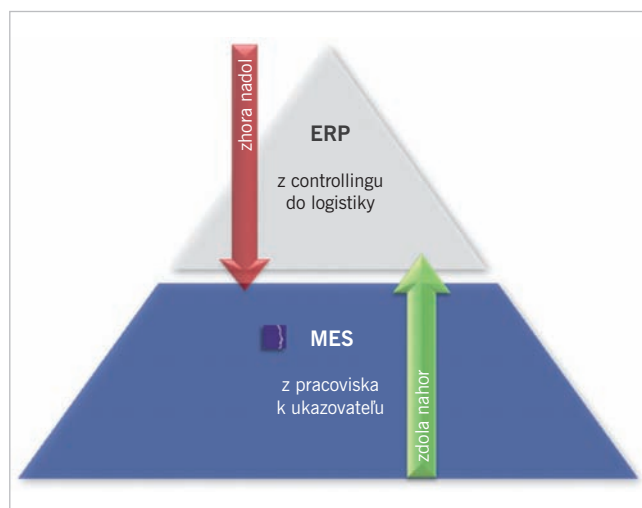 zhora nadol
ERP
z controllingu
do logistiky
MES
z pracoviska
k ukazovateľu
zdola nahor